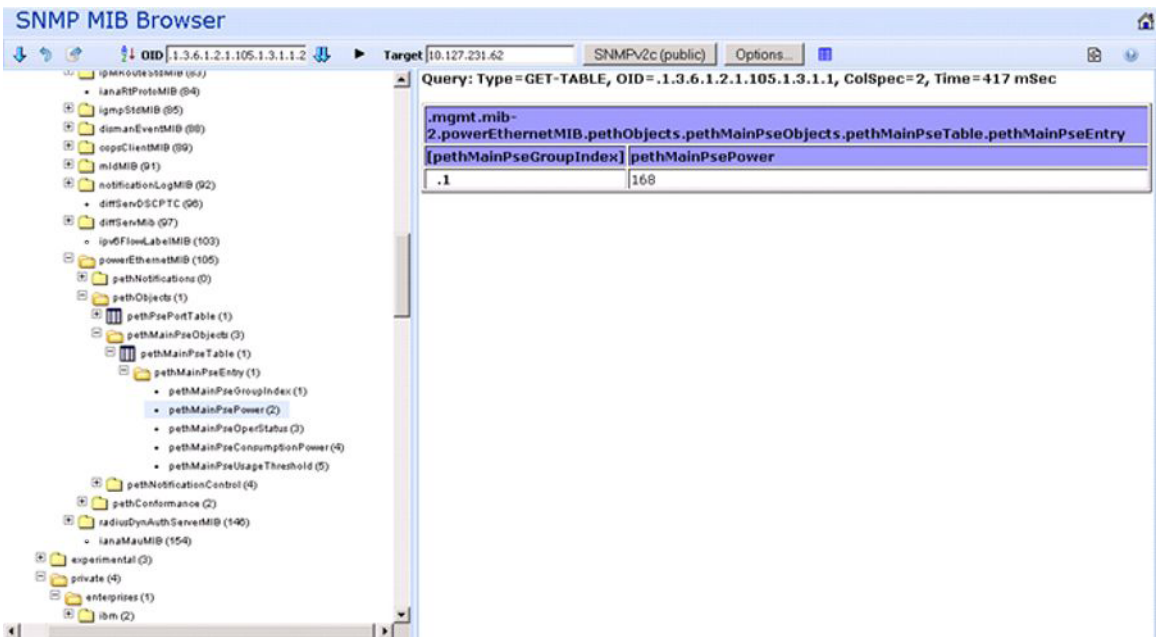 SNMP MIB Browser
OID .1.3.6.1.2.1.105.1.3.1.1.2 Target 10.127.231.62 SNMPv2c (public) Options...
ipMRouteStdMIB (83)
ianaRtProtoMIB (84)
igmpStdMIB (85)
dismanEventMIB (88)
copsClientMIB (89)
mldMIB (91)
notificationLogMIB (92)
diffServDSCPTC (96)
diffServMib (97)
ipv6FlowLabelMIB (103)
powerEthernetMIB (105)
pethNotifications (0)
pethObjects (1)
pethPsePortTable (1)
pethMainPseObjects (3)
pethMainPseTable (1)
pethMainPseEntry (1)
pethMainPseGroupIndex (1)
pethMainPsePower (2)
pethMainPseOperStatus (3)
pethMainPseConsumptionPower (4)
pethMainPseUsageThreshold (5)
pethNotificationControl (4)
pethConformance (2)
radiusDynAuthServerMIB (146)
ianaMauMIB (154)
experimental (3)
private (4)
enterprises (1)
ibm (2)
Query: Type=GET-TABLE, OID=.1.3.6.1.2.1.105.1.3.1.1, ColSpec=2, Time=417 mSec
.mgmt.mib-
2.powerEthernetMIB.pethObjects.pethMainPseObjects.pethMainPseTable.pethMainPseEntry
[pethMainPseGroupIndex] pethMainPsePower
.1 168